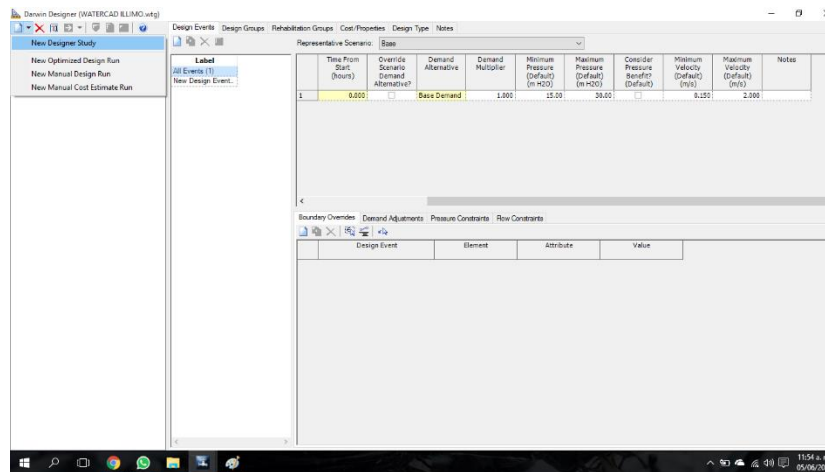 Darwin Designer (WATERCAD ILLIMO.wtg)
Design Events Design Groups Rehabilitation Groups Cost/Properties Design Type Notes
New Designer Study
New Optimized Design Run
New Manual Design Run
New Manual Cost Estimate Run
Label
All Events (1)
New Design Event..
Representative Scenario: Base
Time From Start (hours) Override Scenario Demand Alternative? Demand Alternative Demand Multiplier Minimum Pressure (Default) (m H2O) Maximum Pressure (Default) (m H2O) Consider Pressure Benefit? (Default) Minimum Velocity (Default) (m/s) Maximum Velocity (Default) (m/s) Notes
1 0.000 Base Demand 1.000 15.00 30.00 0.150 2.000
Boundary Overrides Demand Adjustments Pressure Constraints Flow Constraints
Design Event Element Attribute Value
11:54 a.
05/06/20